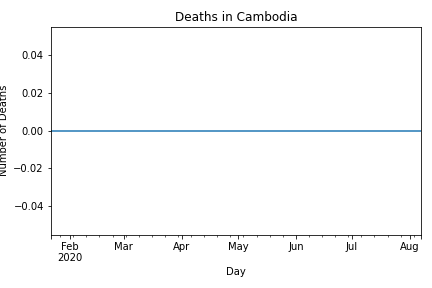 Deaths in Cambodia
0.04
0.02
0.00
−0.02
−0.04
Number of Deaths
Feb
2020
Mar
Apr
May
Jun
Jul
Aug
Day